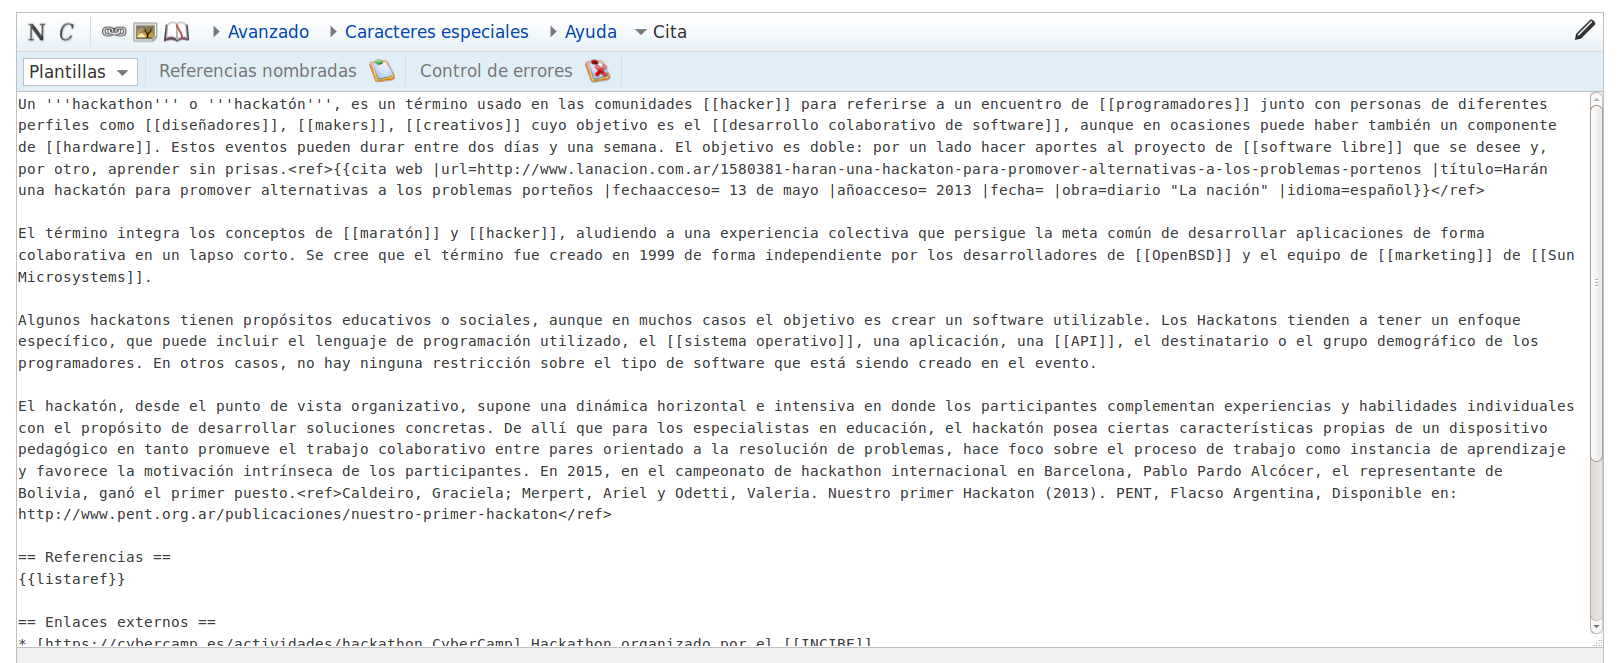 N C Avanzado Caracteres especiales Ayuda Cita
Plantillas Referencias nombradas Control de errores
Un '''hackathon''' o '''hackatón''', es un término usado en las comunidades [[hacker]] para referirse a un encuentro de [[programadores]] junto con personas de diferentes
perfiles como [[diseñadores]], [[makers]], [[creativos]] cuyo objetivo es el [[desarrollo colaborativo de software]], aunque en ocasiones puede haber también un componente
de [[hardware]]. Estos eventos pueden durar entre dos días y una semana. El objetivo es doble: por un lado hacer aportes al proyecto de [[software libre]] que se desee y,
por otro, aprender sin prisas.<ref>{{cita web |url=http://www.lanacion.com.ar/1580381-haran-una-hackaton-para-promover-alternativas-a-los-problemas-portenos |título=Harán
una hackatón para promover alternativas a los problemas porteños |fechaacceso= 13 de mayo |añoacceso= 2013 |fecha= |obra=diario "La nación" |idioma=español}}</ref>
El término integra los conceptos de [[maratón]] y [[hacker]], aludiendo a una experiencia colectiva que persigue la meta común de desarrollar aplicaciones de forma
colaborativa en un lapso corto. Se cree que el término fue creado en 1999 de forma independiente por los desarrolladores de [[OpenBSD]] y el equipo de [[marketing]] de [[Sun
Microsystems]].
Algunos hackatons tienen propósitos educativos o sociales, aunque en muchos casos el objetivo es crear un software utilizable. Los Hackatons tienden a tener un enfoque
específico, que puede incluir el lenguaje de programación utilizado, el [[sistema operativo]], una aplicación, una [[API]], el destinatario o el grupo demográfico de los
programadores. En otros casos, no hay ninguna restricción sobre el tipo de software que está siendo creado en el evento.
El hackatón, desde el punto de vista organizativo, supone una dinámica horizontal e intensiva en donde los participantes complementan experiencias y habilidades individuales
con el propósito de desarrollar soluciones concretas. De allí que para los especialistas en educación, el hackatón posea ciertas características propias de un dispositivo
pedagógico en tanto promueve el trabajo colaborativo entre pares orientado a la resolución de problemas, hace foco sobre el proceso de trabajo como instancia de aprendizaje
y favorece la motivación intrínseca de los participantes. En 2015, en el campeonato de hackathon internacional en Barcelona, Pablo Pardo Alcócer, el representante de
Bolivia, ganó el primer puesto.<ref>Caldeiro, Graciela; Merpert, Ariel y Odetti, Valeria. Nuestro primer Hackaton (2013). PENT, Flacso Argentina, Disponible en:
http://www.pent.org.ar/publicaciones/nuestro-primer-hackaton</ref>
== Referencias ==
{{listaref}}
== Enlaces externos ==
* [https://cybercamp.es/actividades/hackathon CyberCamp] Hackathon organizado por el [[INCIBE]]